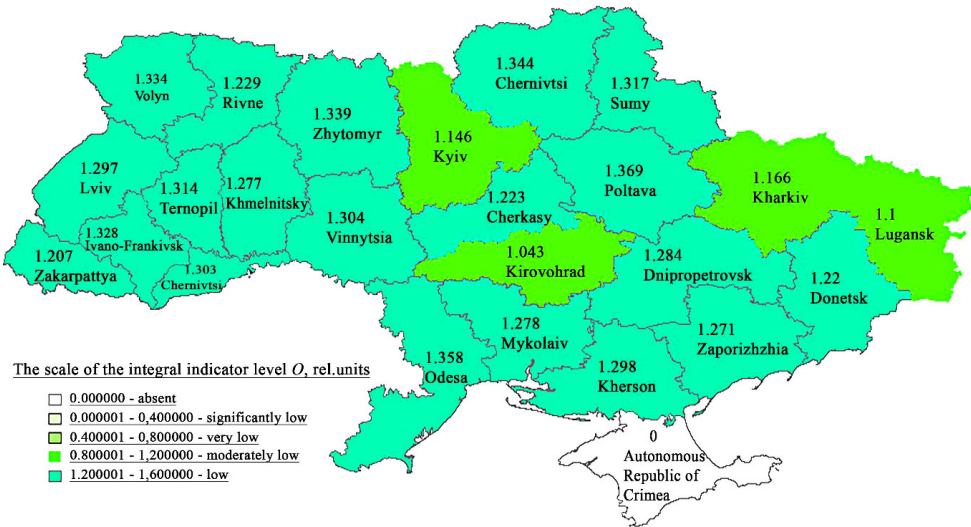 1.334
Volyn
1.229
Rivne
1.339
Zhytomyr
1.146
Kyiv
1.344
Chernivtsi
1.317
Sumy
1.297
Lviv
1.314
Ternopil
1.277
Khmelnitsky
1.304
Vinnytsia
1.223
Cherkasy
1.369
Poltava
1.166
Kharkiv
1.1
Lugansk
1.328
Ivano-Frankivsk
1.207
Zakarpattya
1.303
Chernivtsi
1.043
Kirovohrad
1.284
Dnipropetrovsk
1.22
Donetsk
1.358
Odesa
1.278
Mykolaiv
1.298
Kherson
1.271
Zaporizhzhia
0
Autonomous
Republic of
Crimea
The scale of the integral indicator level O, rel.units
0.000000 - absent
0.000001 - 0,400000 - significantly low
0.400001 - 0,800000 - very low
0.800001 - 1,200000 - moderately low
1.200001 - 1,600000 - low